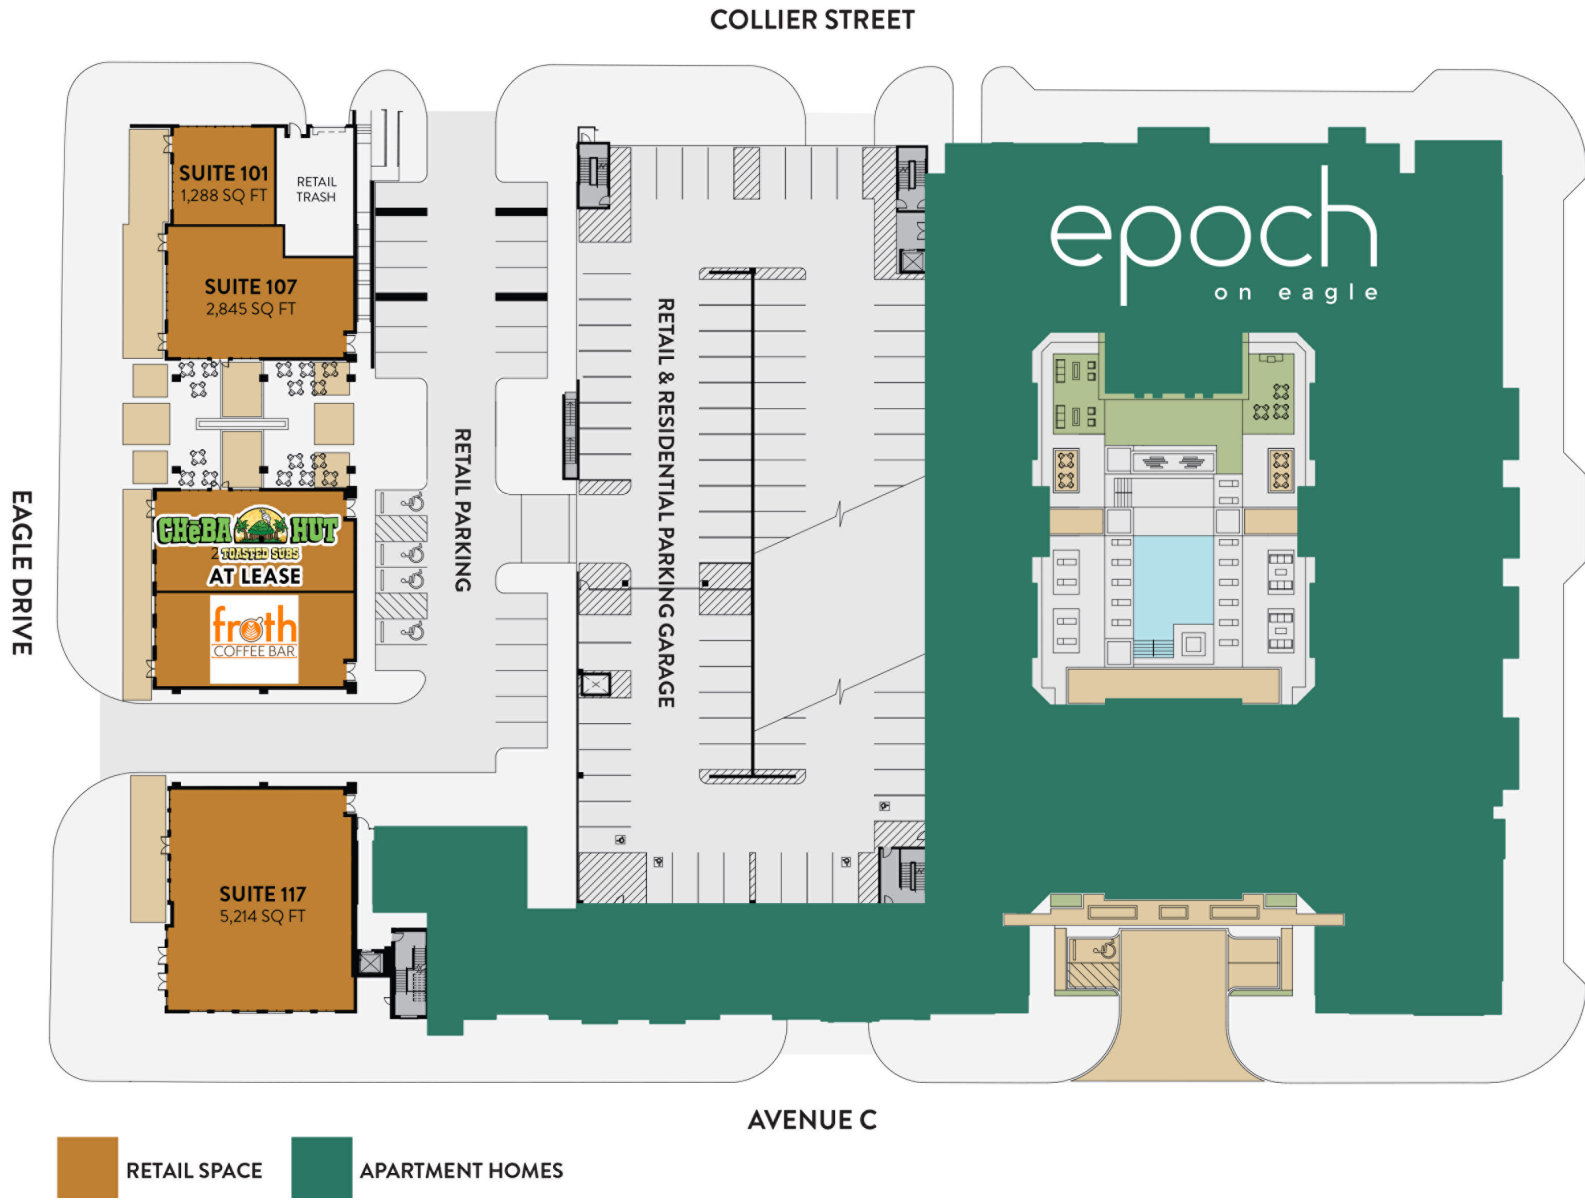 COLLIER STREET
SUITE 101
1,288 SQ FT
RETAIL
TRASH
SUITE 107
2,845 SQ FT
epoch
on eagle
RETAIL & RESIDENTIAL PARKING GARAGE
RETAIL PARKING
EAGLE DRIVE
CHeBA HUT
2
TOASTED SUBS
AT LEASE
froth
COFFEE BAR
SUITE 117
5,214 SQ FT
AVENUE C
RETAIL SPACE
APARTMENT HOMES